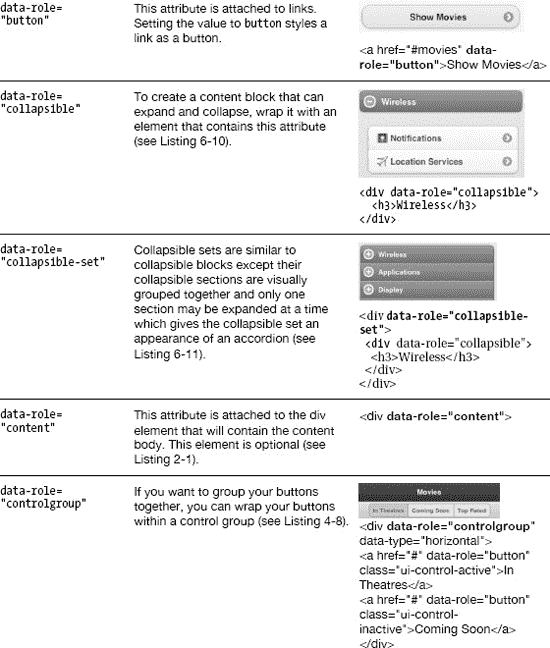 data-role=
"button"
This attribute is attached to links.
Setting the value to button styles a
link as a button.
Show Movies
<a href="#movies" data-
role="button">Show Movies</a>
data-role=
"collapsible"
To create a content block that can
expand and collapse, wrap it with an
element that contains this attribute
(see Listing 6-10).
Wireless
Notifications
Location Services
<div data-role="collapsible">
<h3>Wireless</h3>
</div>
data-role=
"collapsible-set"
Collapsible sets are similar to
collapsible blocks except their
collapsible sections are visually
grouped together and only one
section may be expanded at a time
which gives the collapsible set an
appearance of an accordion (see
Listing 6-11).
Wireless
Applications
Display
<div data-role="collapsible-
set">
<div data-role="collapsible">
<h3>Wireless</h3>
</div>
</div>
data-role=
"content"
This attribute is attached to the div
element that will contain the content
body. This element is optional (see
Listing 2-1).
<div data-role="content">
data-role=
"controlgroup"
If you want to group your buttons
together, you can wrap your buttons
within a control group (see Listing 4-8).
Movies
In Theatres Coming Soon Top Rated
<div data-role="controlgroup"
data-type="horizontal">
<a href="#" data-role="button"
class="ui-control-active">In
Theatres</a>
<a href="#" data-role="button"
class="ui-control-
inactive">Coming Soon</a>
</div>